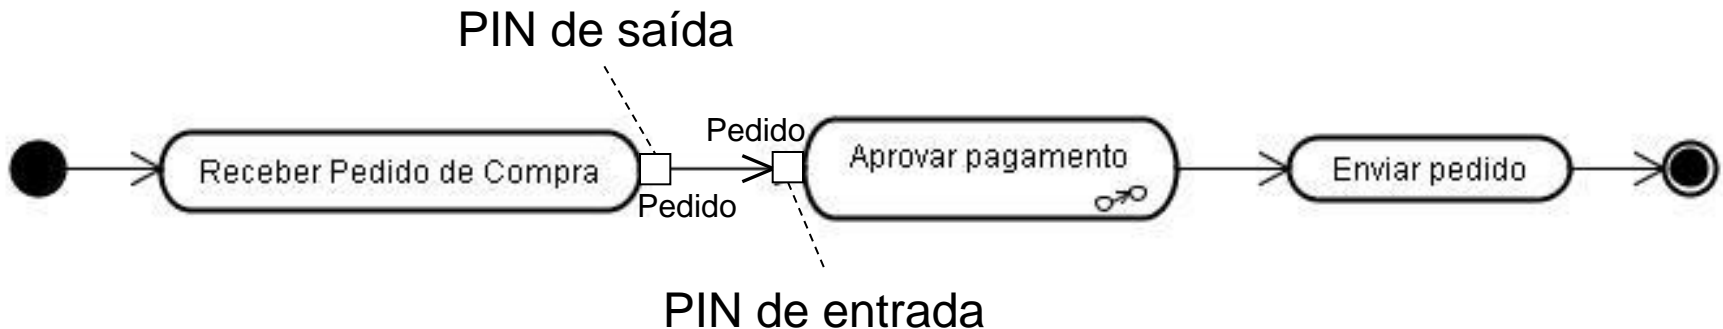 PIN de saída
Receber Pedido de Compra
Pedido
Pedido
Aprovar pagamento
Enviar pedido
PIN de entrada